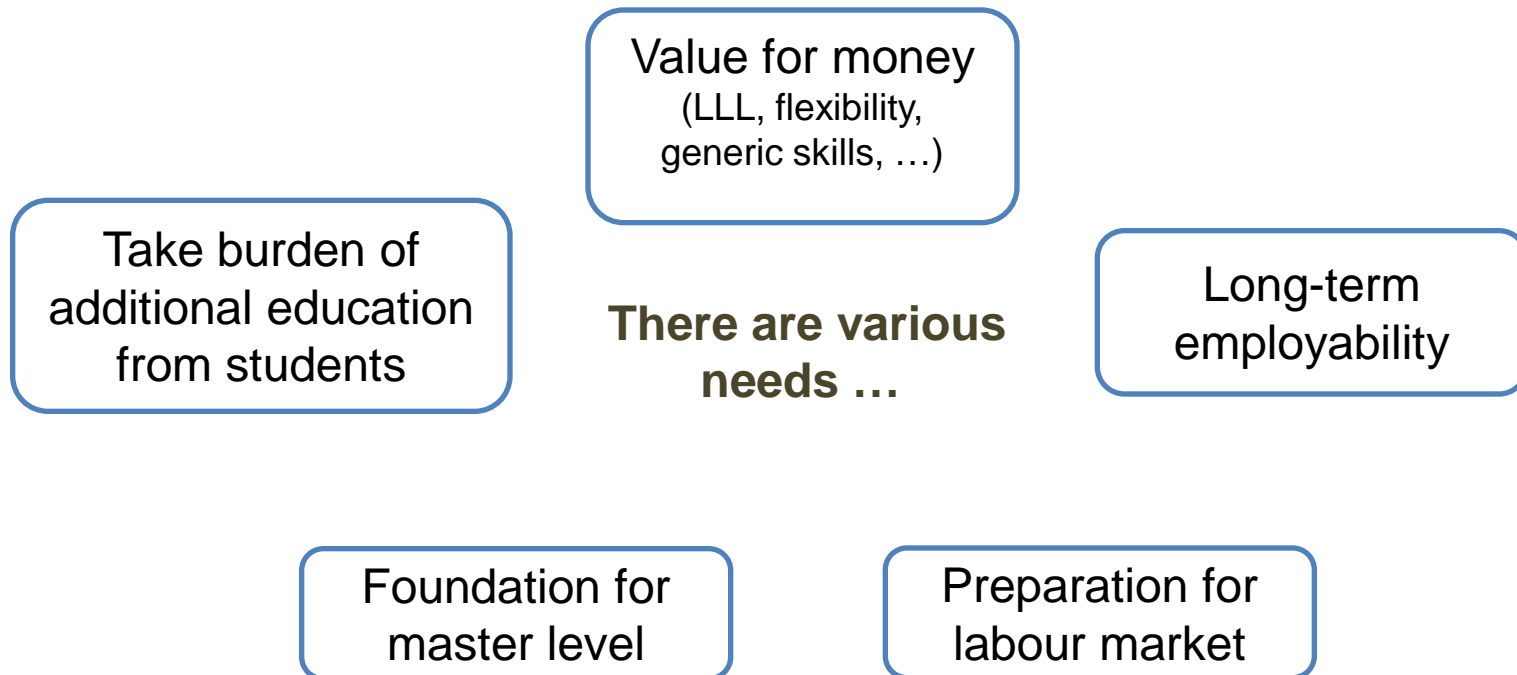 Value for money
(LLL, flexibility,
generic skills, …)
Take burden of
additional education
from students
There are various
needs …
Long-term
employability
Foundation for
master level
Preparation for
labour market